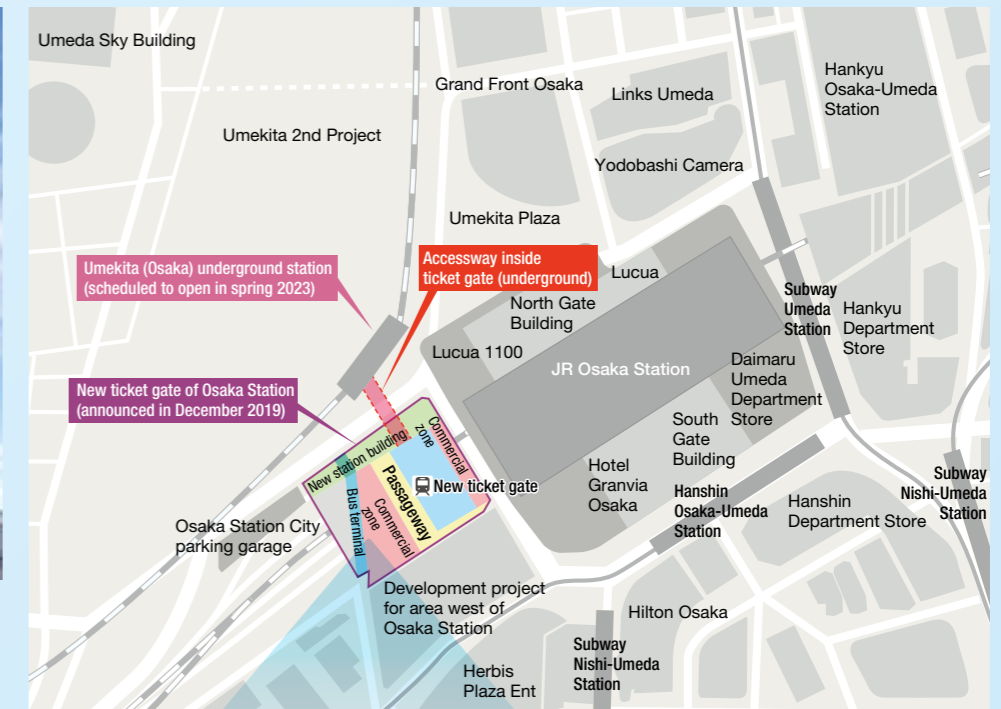 Umeda Sky Building
Grand Front Osaka
Links Umeda
Hankyu
Osaka-Umeda
Station
Umekita 2nd Project
Yodobashi Camera
Umekita Plaza
Umekita (Osaka) underground station
(scheduled to open in spring 2023)
Accessway inside
ticket gate (underground)
Lucua
North Gate
Building
Subway
Umeda
Station
Hankyu
Department
Store
Lucua 1100
JR Osaka Station
Daimaru
Umeda
Department
Store
New ticket gate of Osaka Station
(announced in December 2019)
New station building
Commercial
zone
South
Gate
Building
Passageway
New ticket gate
Hotel
Granvia
Osaka
Hanshin
Osaka-Umeda
Station
Subway
Nishi-Umeda
Station
Hanshin
Department Store
Bus terminal
Commercial
zone
Osaka Station City
parking garage
Development project
for area west of
Osaka Station
Hilton Osaka
Subway
Nishi-Umeda
Station
Herbis
Plaza Ent